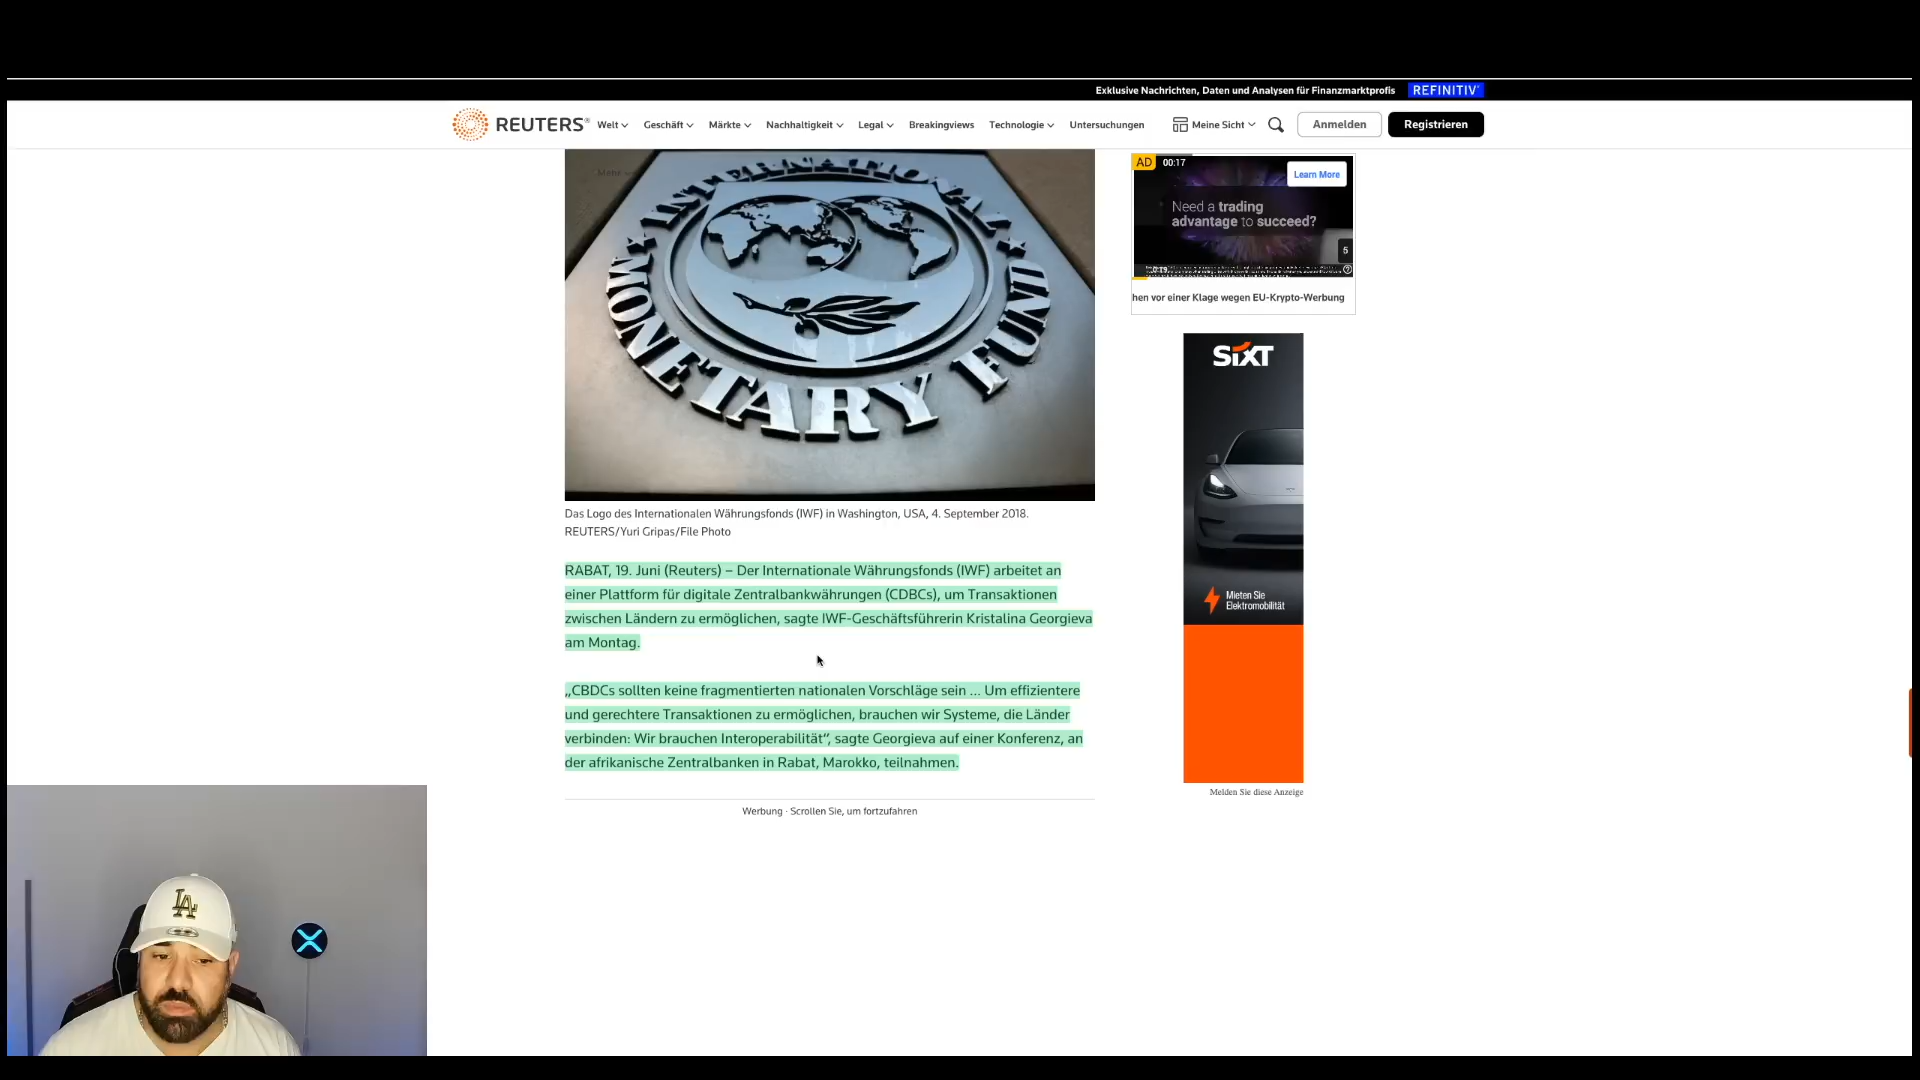 Exklusive Nachrichten, Daten und Analysen für Finanzmarktprofis REFINITIV
REUTERS® Welt Geschäft Märkte Nachhaltigkeit Legal Breakingviews Technologie Untersuchungen Meine Sicht Anmelden Registrieren
INTERNATIONAL MONETARY FUND
Das Logo des Internationalen Währungsfonds (IWF) in Washington, USA, 4. September 2018.
REUTERS/Yuri Gripas/File Photo
RABAT, 19. Juni (Reuters) – Der Internationale Währungsfonds (IWF) arbeitet an
einer Plattform für digitale Zentralbankwährungen (CDBCs), um Transaktionen
zwischen Ländern zu ermöglichen, sagte IWF-Geschäftsführerin Kristalina Georgieva
am Montag.
„CBDCs sollten keine fragmentierten nationalen Vorschläge sein ... Um effizientere
und gerechtere Transaktionen zu ermöglichen, brauchen wir Systeme, die Länder
verbinden: Wir brauchen Interoperabilität“, sagte Georgieva auf einer Konferenz, an
der afrikanische Zentralbanken in Rabat, Marokko, teilnahmen.
Werbung · Scrollen Sie, um fortzufahren
AD 00:17
Learn More
Need a trading
advantage to succeed?
5
hen vor einer Klage wegen EU-Krypto-Werbung
SIXT
Mieten Sie
Elektromobilität
Melden Sie diese Anzeige
LA